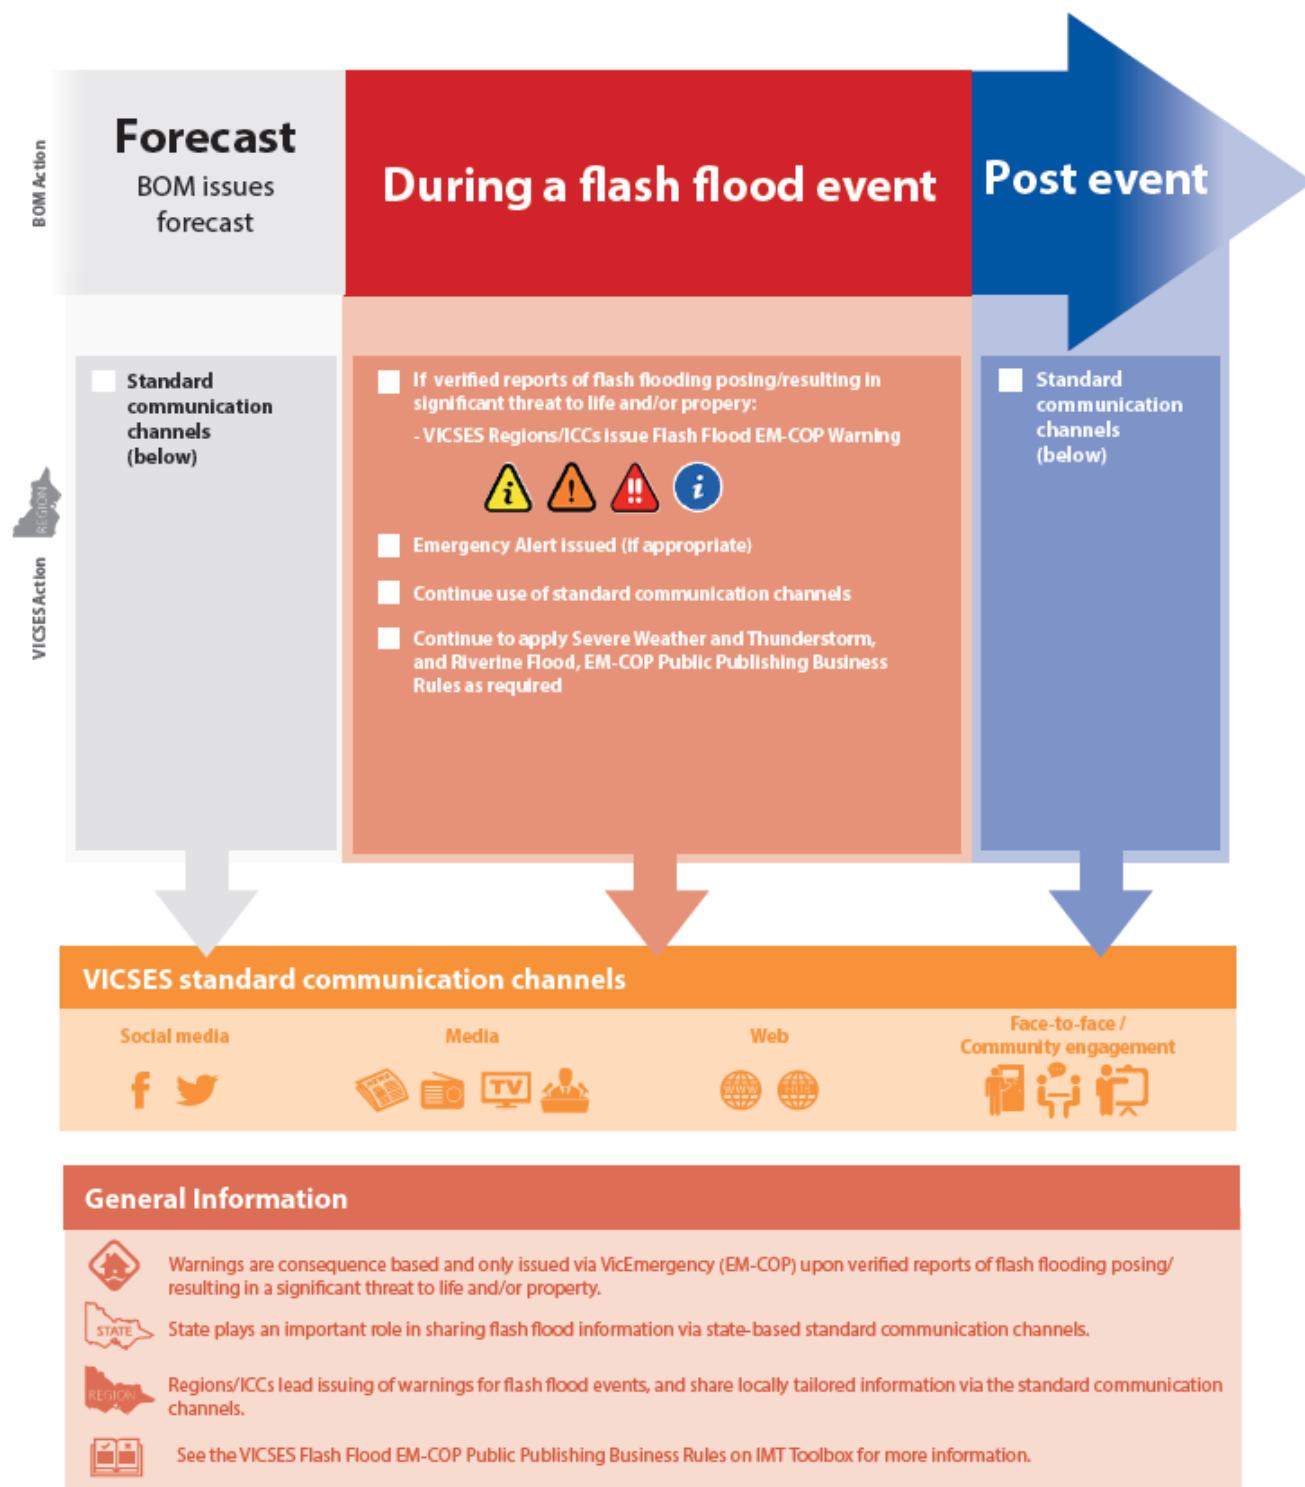 BOM Action
Forecast
BOM issues
forecast
During a flash flood event
Post event
REGION
VICSES Action
Standard
communication
channels
(below)
If verified reports of flash flooding posing/resulting in
significant threat to life and/or propery:
- VICSES Regions/ICCs issue Flash Flood EM-COP Warning
i
!
!!
i
Emergency Alert issued (if appropriate)
Continue use of standard communication channels
Continue to apply Severe Weather and Thunderstorm,
and Riverine Flood, EM-COP Public Publishing Business
Rules as required
Standard
communication
channels
(below)
VICSES standard communication channels
Social media
f
Media
NEWS
TV
Web
WWW
Face-to-face /
Community engagement
General Information
Warnings are consequence based and only issued via VicEmergency (EM-COP) upon verified reports of flash flooding posing/
resulting in a significant threat to life and/or property.
STATE
State plays an important role in sharing flash flood information via state-based standard communication channels.
REGION
Regions/ICCs lead issuing of warnings for flash flood events, and share locally tailored information via the standard communication
channels.
See the VICSES Flash Flood EM-COP Public Publishing Business Rules on IMT Toolbox for more information.